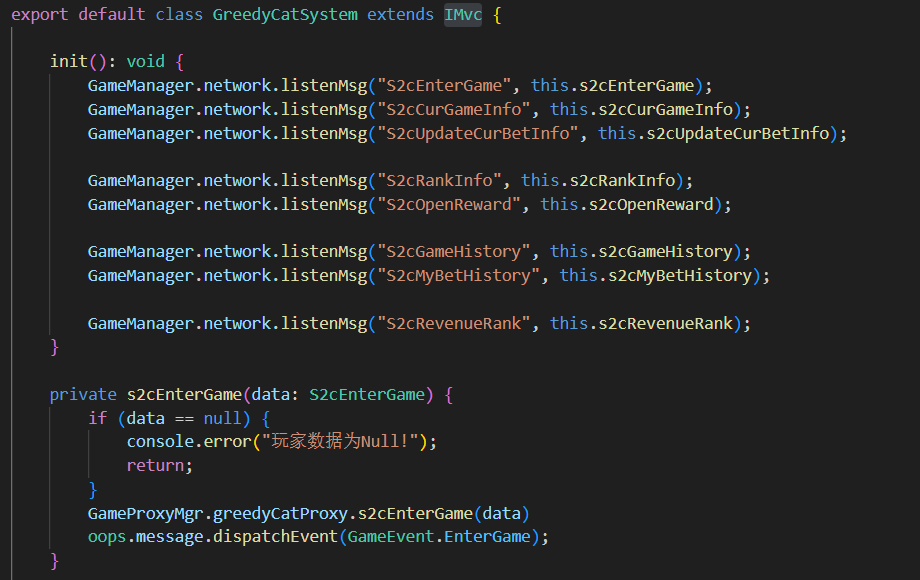 export default class GreedyCatSystem extends IMvc {
init(): void {
GameManager.network.listenMsg("S2cEnterGame", this.s2cEnterGame);
GameManager.network.listenMsg("S2cCurGameInfo", this.s2cCurGameInfo);
GameManager.network.listenMsg("S2cUpdateCurBetInfo", this.s2cUpdateCurBetInfo);
GameManager.network.listenMsg("S2cRankInfo", this.s2cRankInfo);
GameManager.network.listenMsg("S2cOpenReward", this.s2cOpenReward);
GameManager.network.listenMsg("S2cGameHistory", this.s2cGameHistory);
GameManager.network.listenMsg("S2cMyBetHistory", this.s2cMyBetHistory);
GameManager.network.listenMsg("S2cRevenueRank", this.s2cRevenueRank);
}
private s2cEnterGame(data: S2cEnterGame) {
if (data == null) {
console.error("玩家数据为Null!");
return;
}
GameProxyMgr.greedyCatProxy.s2cEnterGame(data)
oops.message.dispatchEvent(GameEvent.EnterGame);
}